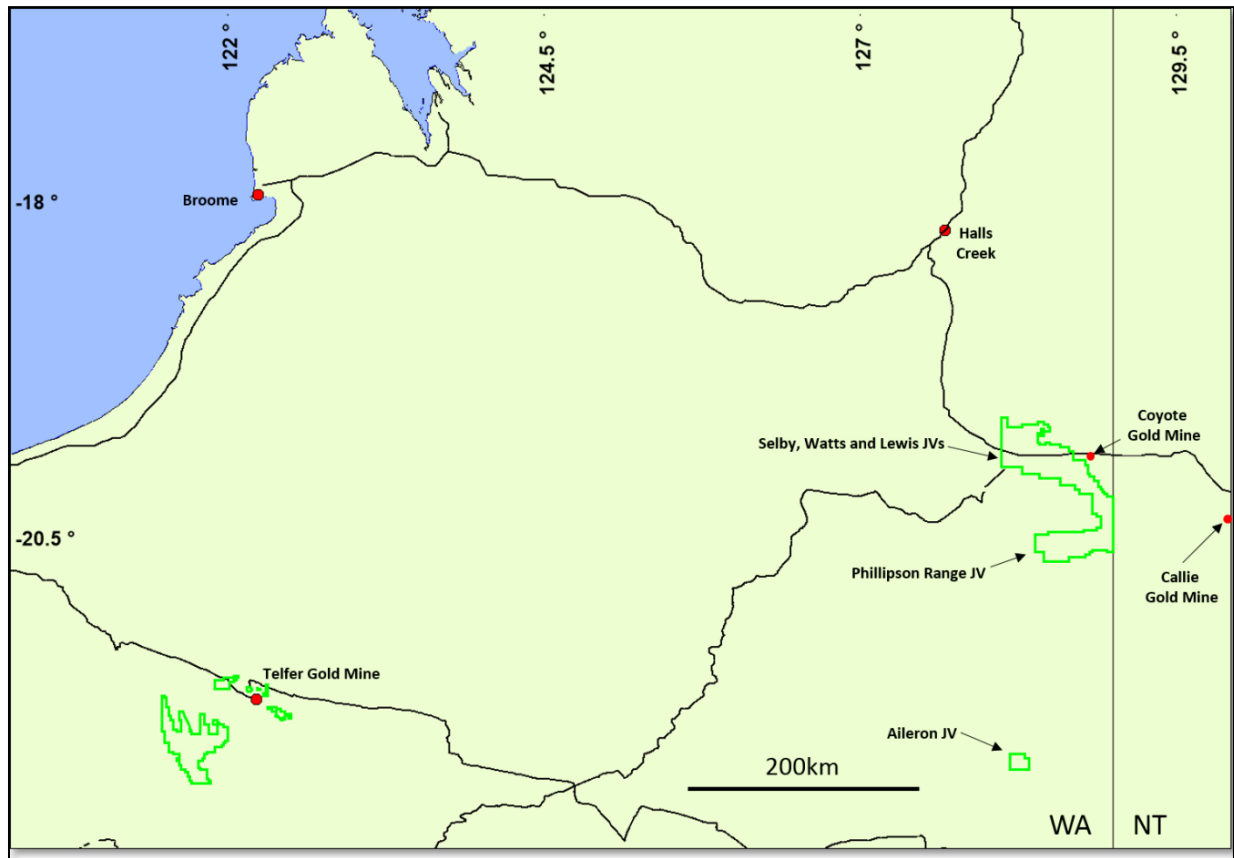 122 °
124.5 °
127 °
129.5 °
Broome
-18 °
Halls
Creek
Coyote
Gold Mine
Selby, Watts and Lewis JVs
-20.5 °
Phillipson Range JV
Callie
Gold Mine
Telfer Gold Mine
Aileron JV
200km
WA
NT